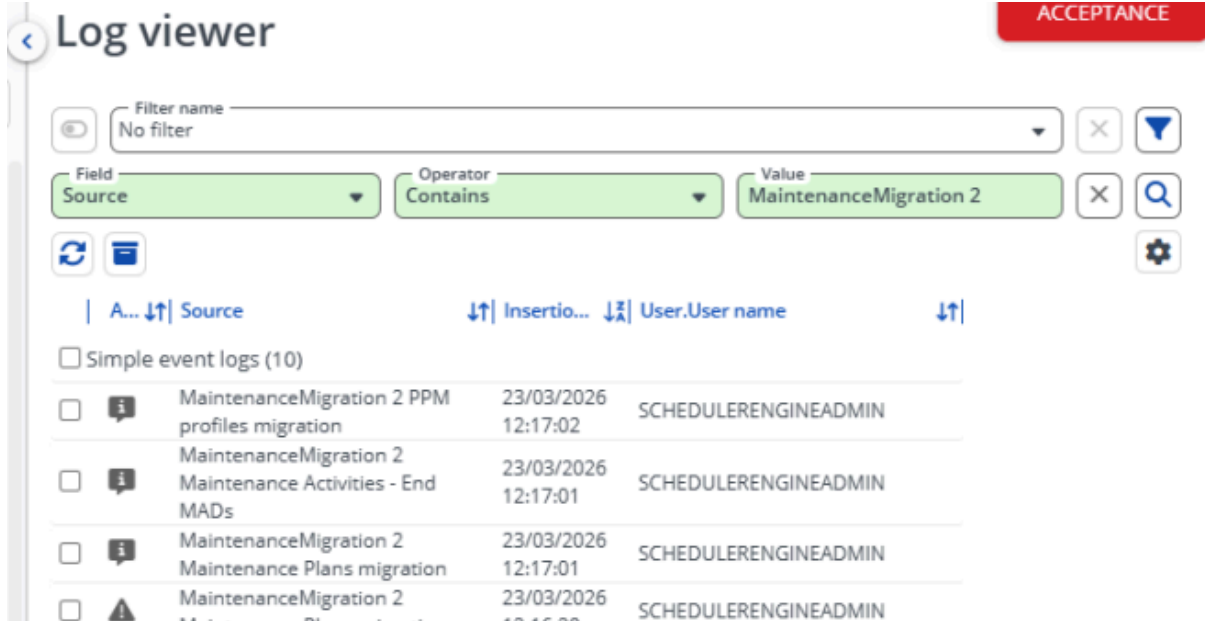 ACCEPTANCE
Log viewer
Filter name
No filter
Field
Source
Operator
Contains
Value
MaintenanceMigration 2
A... Source Insertio... User.User name
Simple event logs (10)
MaintenanceMigration 2 PPM
profiles migration
23/03/2026
12:17:02
SCHEDULERENGINEADMIN
MaintenanceMigration 2
Maintenance Activities - End
MADs
23/03/2026
12:17:01
SCHEDULERENGINEADMIN
MaintenanceMigration 2
Maintenance Plans migration
23/03/2026
12:17:01
SCHEDULERENGINEADMIN
MaintenanceMigration 2
23/03/2026
SCHEDULERENGINEADMIN